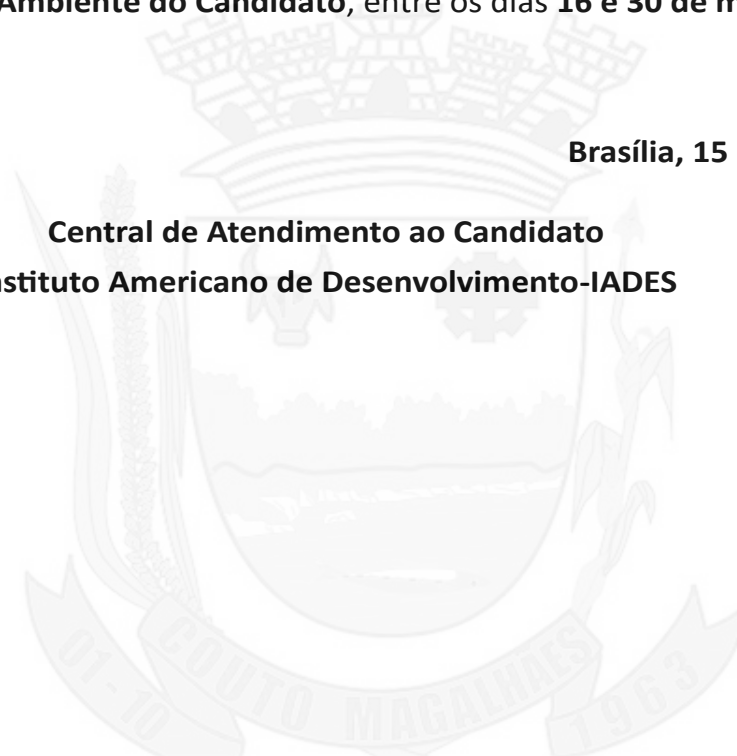 Ambiente do Candidato, entre os dias 16 e 30 de m
Brasília, 15
Central de Atendimento ao Candidato
stituto Americano de Desenvolvimento-IADES
01-10 COUTO MAGALHÃES 1963